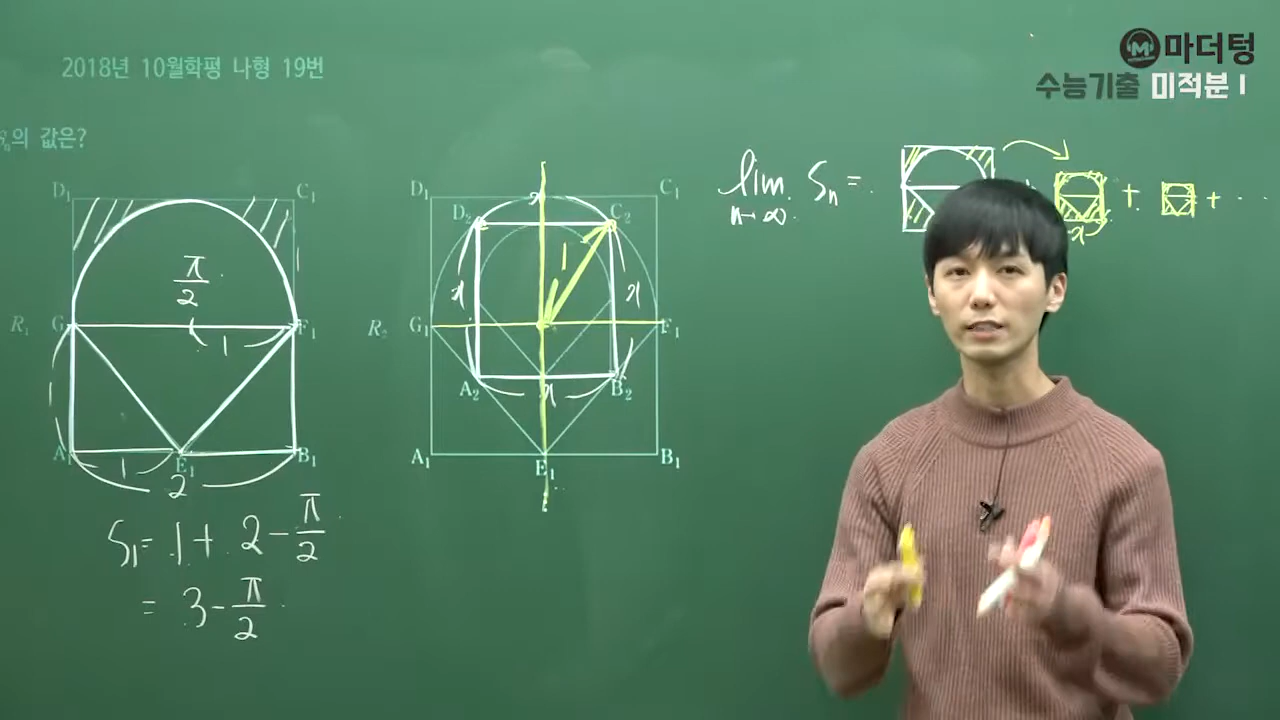 마더텅
수능기출 미적분 I
2018년 10월학평 나형 19번
의 값은?
lim Sₙ =
n→∞
+ + · · ·
x
D₁ C₁
π/2
R₁ G₁ F₁
1
A₁ E₁ B₁
1
2
S₁ = 1 + 2 - π/2
= 3 - π/2
D₁ x C₁
D₂ C₂
1
x x
R₂ G₁ F₁
A₂ x B₂
A₁ E₁ B₁